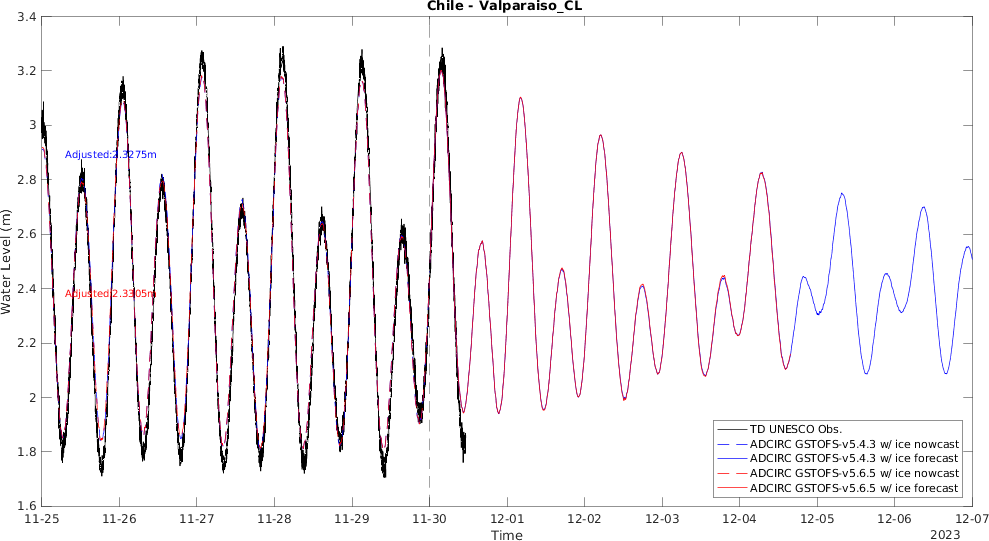 Chile - Valparaiso_CL
3.4
3.2
3
2.8
2.6
2.4
2.2
2
1.8
1.6
Water Level (m)
Adjusted:2.3275m
Adjusted:2.3305m
TD UNESCO Obs.
ADCIRC GSTOFS-v5.4.3 w/ ice nowcast
ADCIRC GSTOFS-v5.4.3 w/ ice forecast
ADCIRC GSTOFS-v5.6.5 w/ ice nowcast
ADCIRC GSTOFS-v5.6.5 w/ ice forecast
11-25 11-26 11-27 11-28 11-29 11-30 12-01 12-02 12-03 12-04 12-05 12-06 12-07
Time
2023